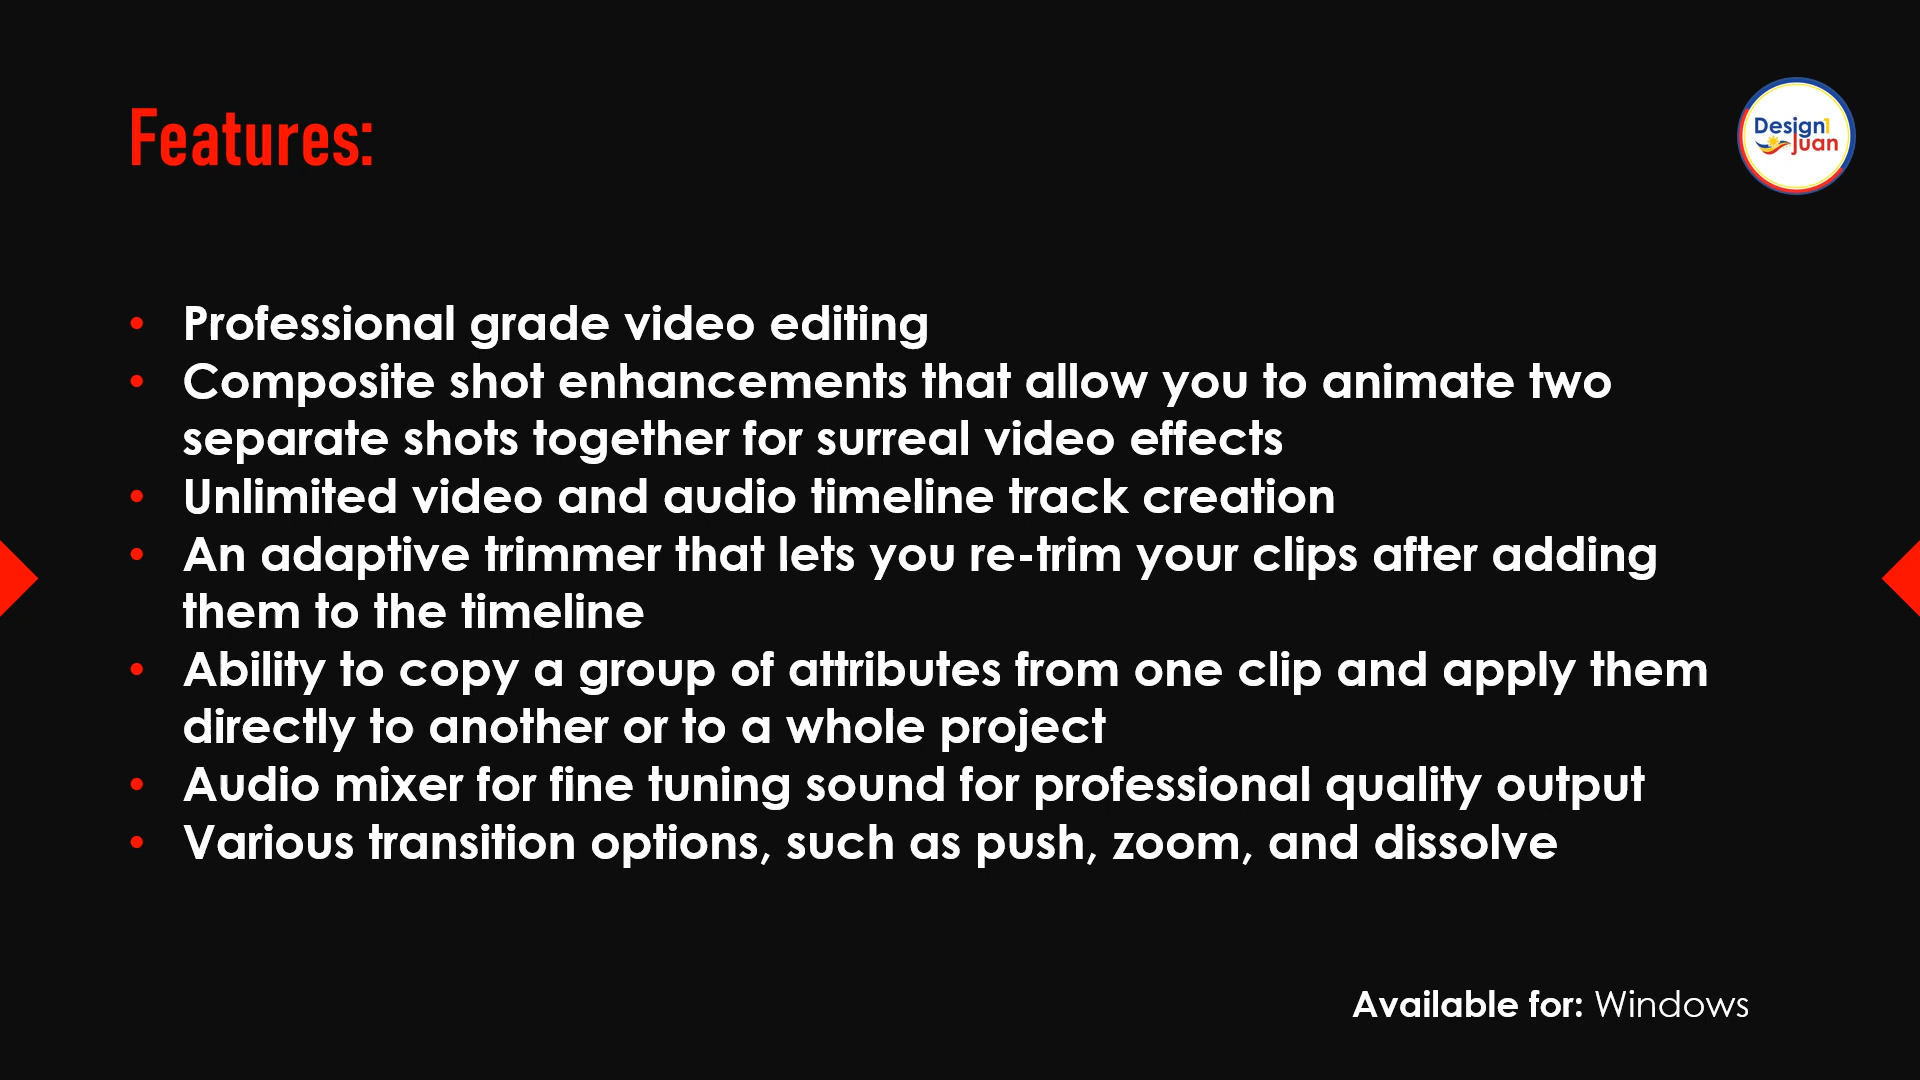 Features:
Design1
Juan
• Professional grade video editing
• Composite shot enhancements that allow you to animate two
separate shots together for surreal video effects
• Unlimited video and audio timeline track creation
• An adaptive trimmer that lets you re-trim your clips after adding
them to the timeline
• Ability to copy a group of attributes from one clip and apply them
directly to another or to a whole project
• Audio mixer for fine tuning sound for professional quality output
• Various transition options, such as push, zoom, and dissolve
Available for: Windows